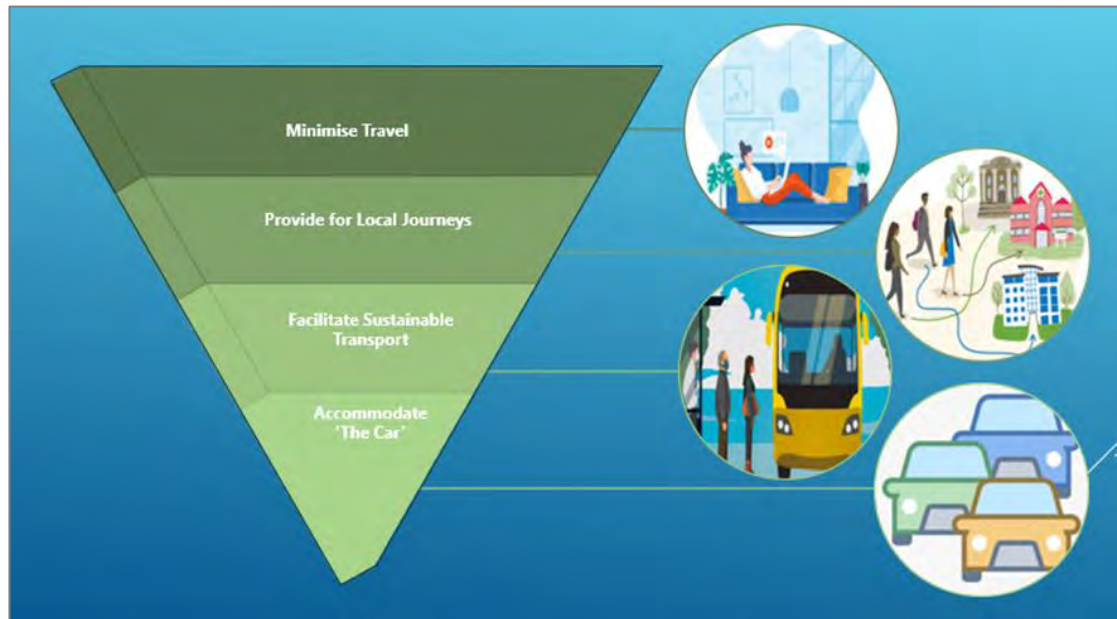 Minimise Travel
Provide for Local Journeys
Facilitate Sustainable
Transport
Accommodate
'The Car'